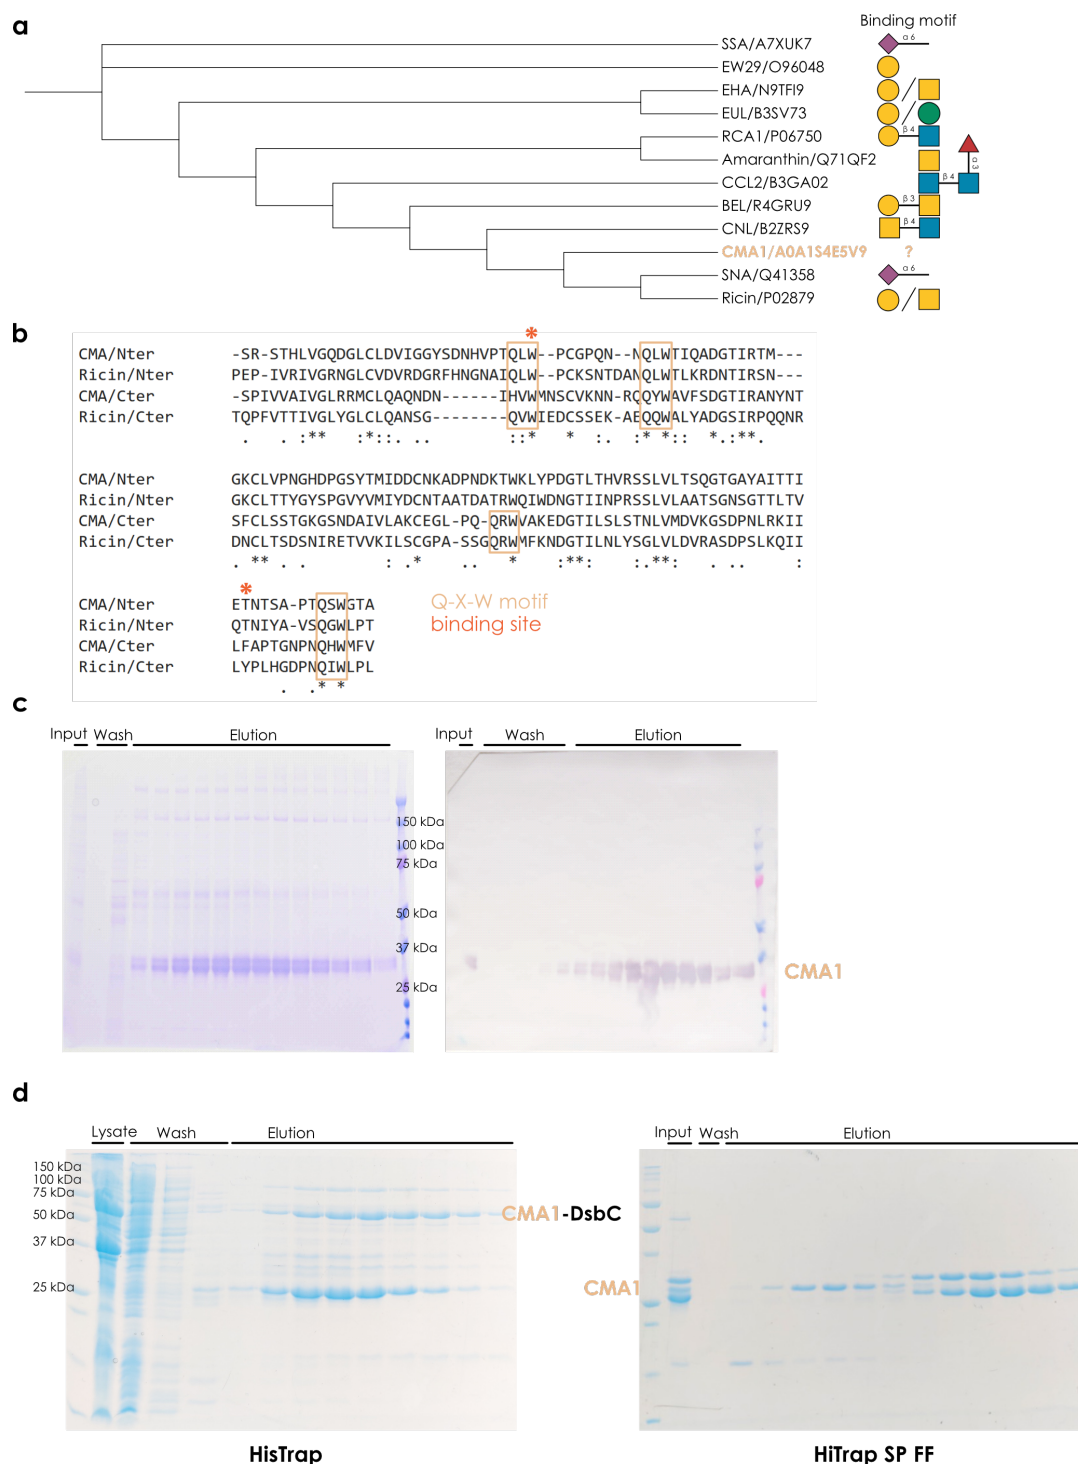 a
Binding motif
SSA/A7XUK7
α 6
EW29/O96048
EHA/N9TFI9
EUL/B3SV73
RCA1/P06750
β 4
Amaranthin/Q71QF2
α 3
CCL2/B3GA02
β 4
BEL/R4GRU9
β 3
CNL/B2ZRS9
β 4
CMA1/A0A1S4E5V9 ?
SNA/Q41358
α 6
Ricin/P02879
b
*
CMA/Nter -SR-STHLVGQDGLCLDVIGGYSDNHVPTQLW--PCGPQN--NQLWTIQADGTIRTM---
Ricin/Nter PEP-IVRIVGRNGLCVDVRDGRFHNGNAIQLW--PCKSNTDANQLWTLKRDNTIRSN---
CMA/Cter SPIVVAIVGLRRMCLQAQNDN------IHVWMNSCVKNN-RQQYWAVFSDGTIRANYNT
Ricin/Cter TQPFVTTIVGLYGLCLQANSG-------QVWIEDCSSEK-AEQQWALYADGSIRPQQNR
. . :** :*::. .. ::* * :. :* *. .* :**.
CMA/Nter GKCLVPNGHDPGSYTMIDDCNKADPNDKTWKLYPDGTLTHVRSSLVLTSQGTGAYAITTI
Ricin/Nter GKCLTTYGYSPGVYVMIYDCNTAATDATRWQIWDNGTIINPRSSLVLAATSGNSGTTLTV
CMA/Cter SFCLSSTGKGSNDAIVLAKCEGL-PQ-QRWVAKEDGTILSLSTNLVMDVKGSDPNLRKII
Ricin/Cter DNCLTSDSNIRETVVKILSCGPA-SSGQRWMFKNDGTILNLYSGLVLDVRASDPSLKQII
. ** . . : . * * :**: :.**: . . . :
*
CMA/Nter ETNTSA-PTQSWGTA
Ricin/Nter QTNIYA-VSQGWLPT
CMA/Cter LFAPTGNPNQHWMFV
Ricin/Cter LYPLHGDPNQIWLPL
. .* *
Q-X-W motif
binding site
c
Input Wash Elution
Input Wash Elution
150 kDa
100 kDa
75 kDa
50 kDa
37 kDa
25 kDa
CMA1
d
Lysate Wash Elution
Input Wash Elution
150 kDa
100 kDa
75 kDa
50 kDa
37 kDa
25 kDa
CMA1-DsbC
CMA1
HisTrap
HiTrap SP FF